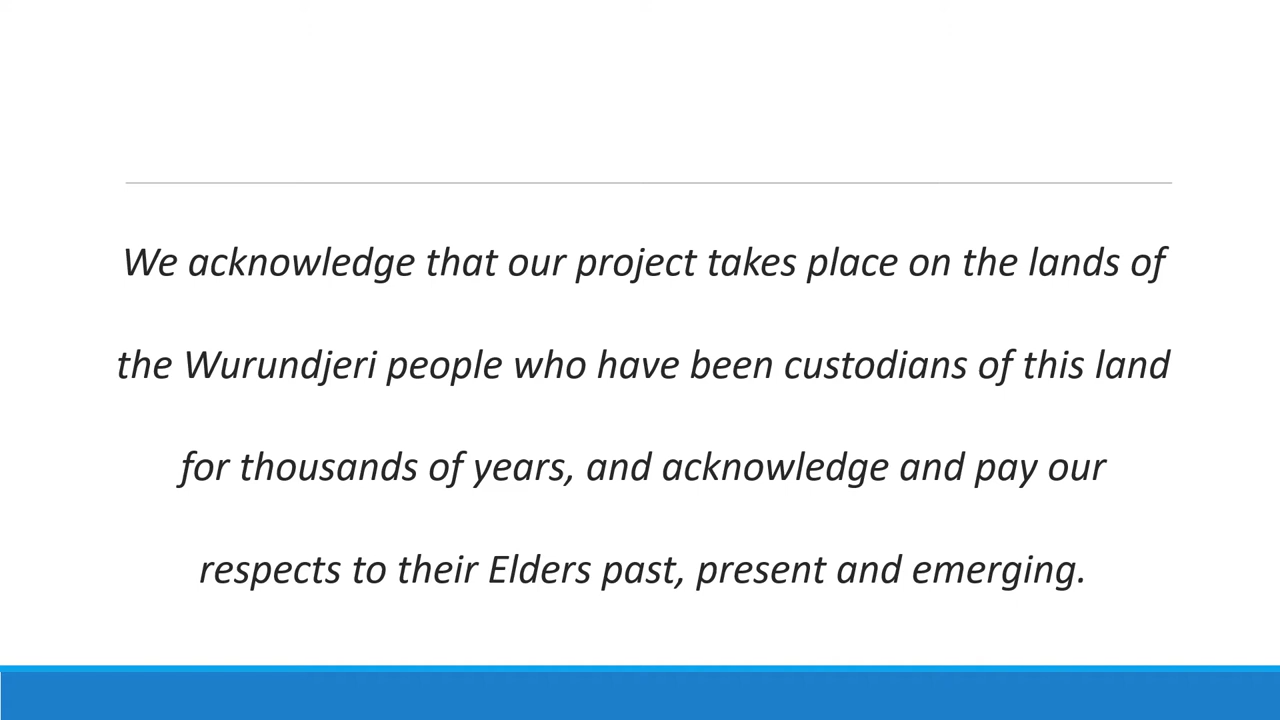 We acknowledge that our project takes place on the lands of
the Wurundjeri people who have been custodians of this land
for thousands of years, and acknowledge and pay our
respects to their Elders past, present and emerging.